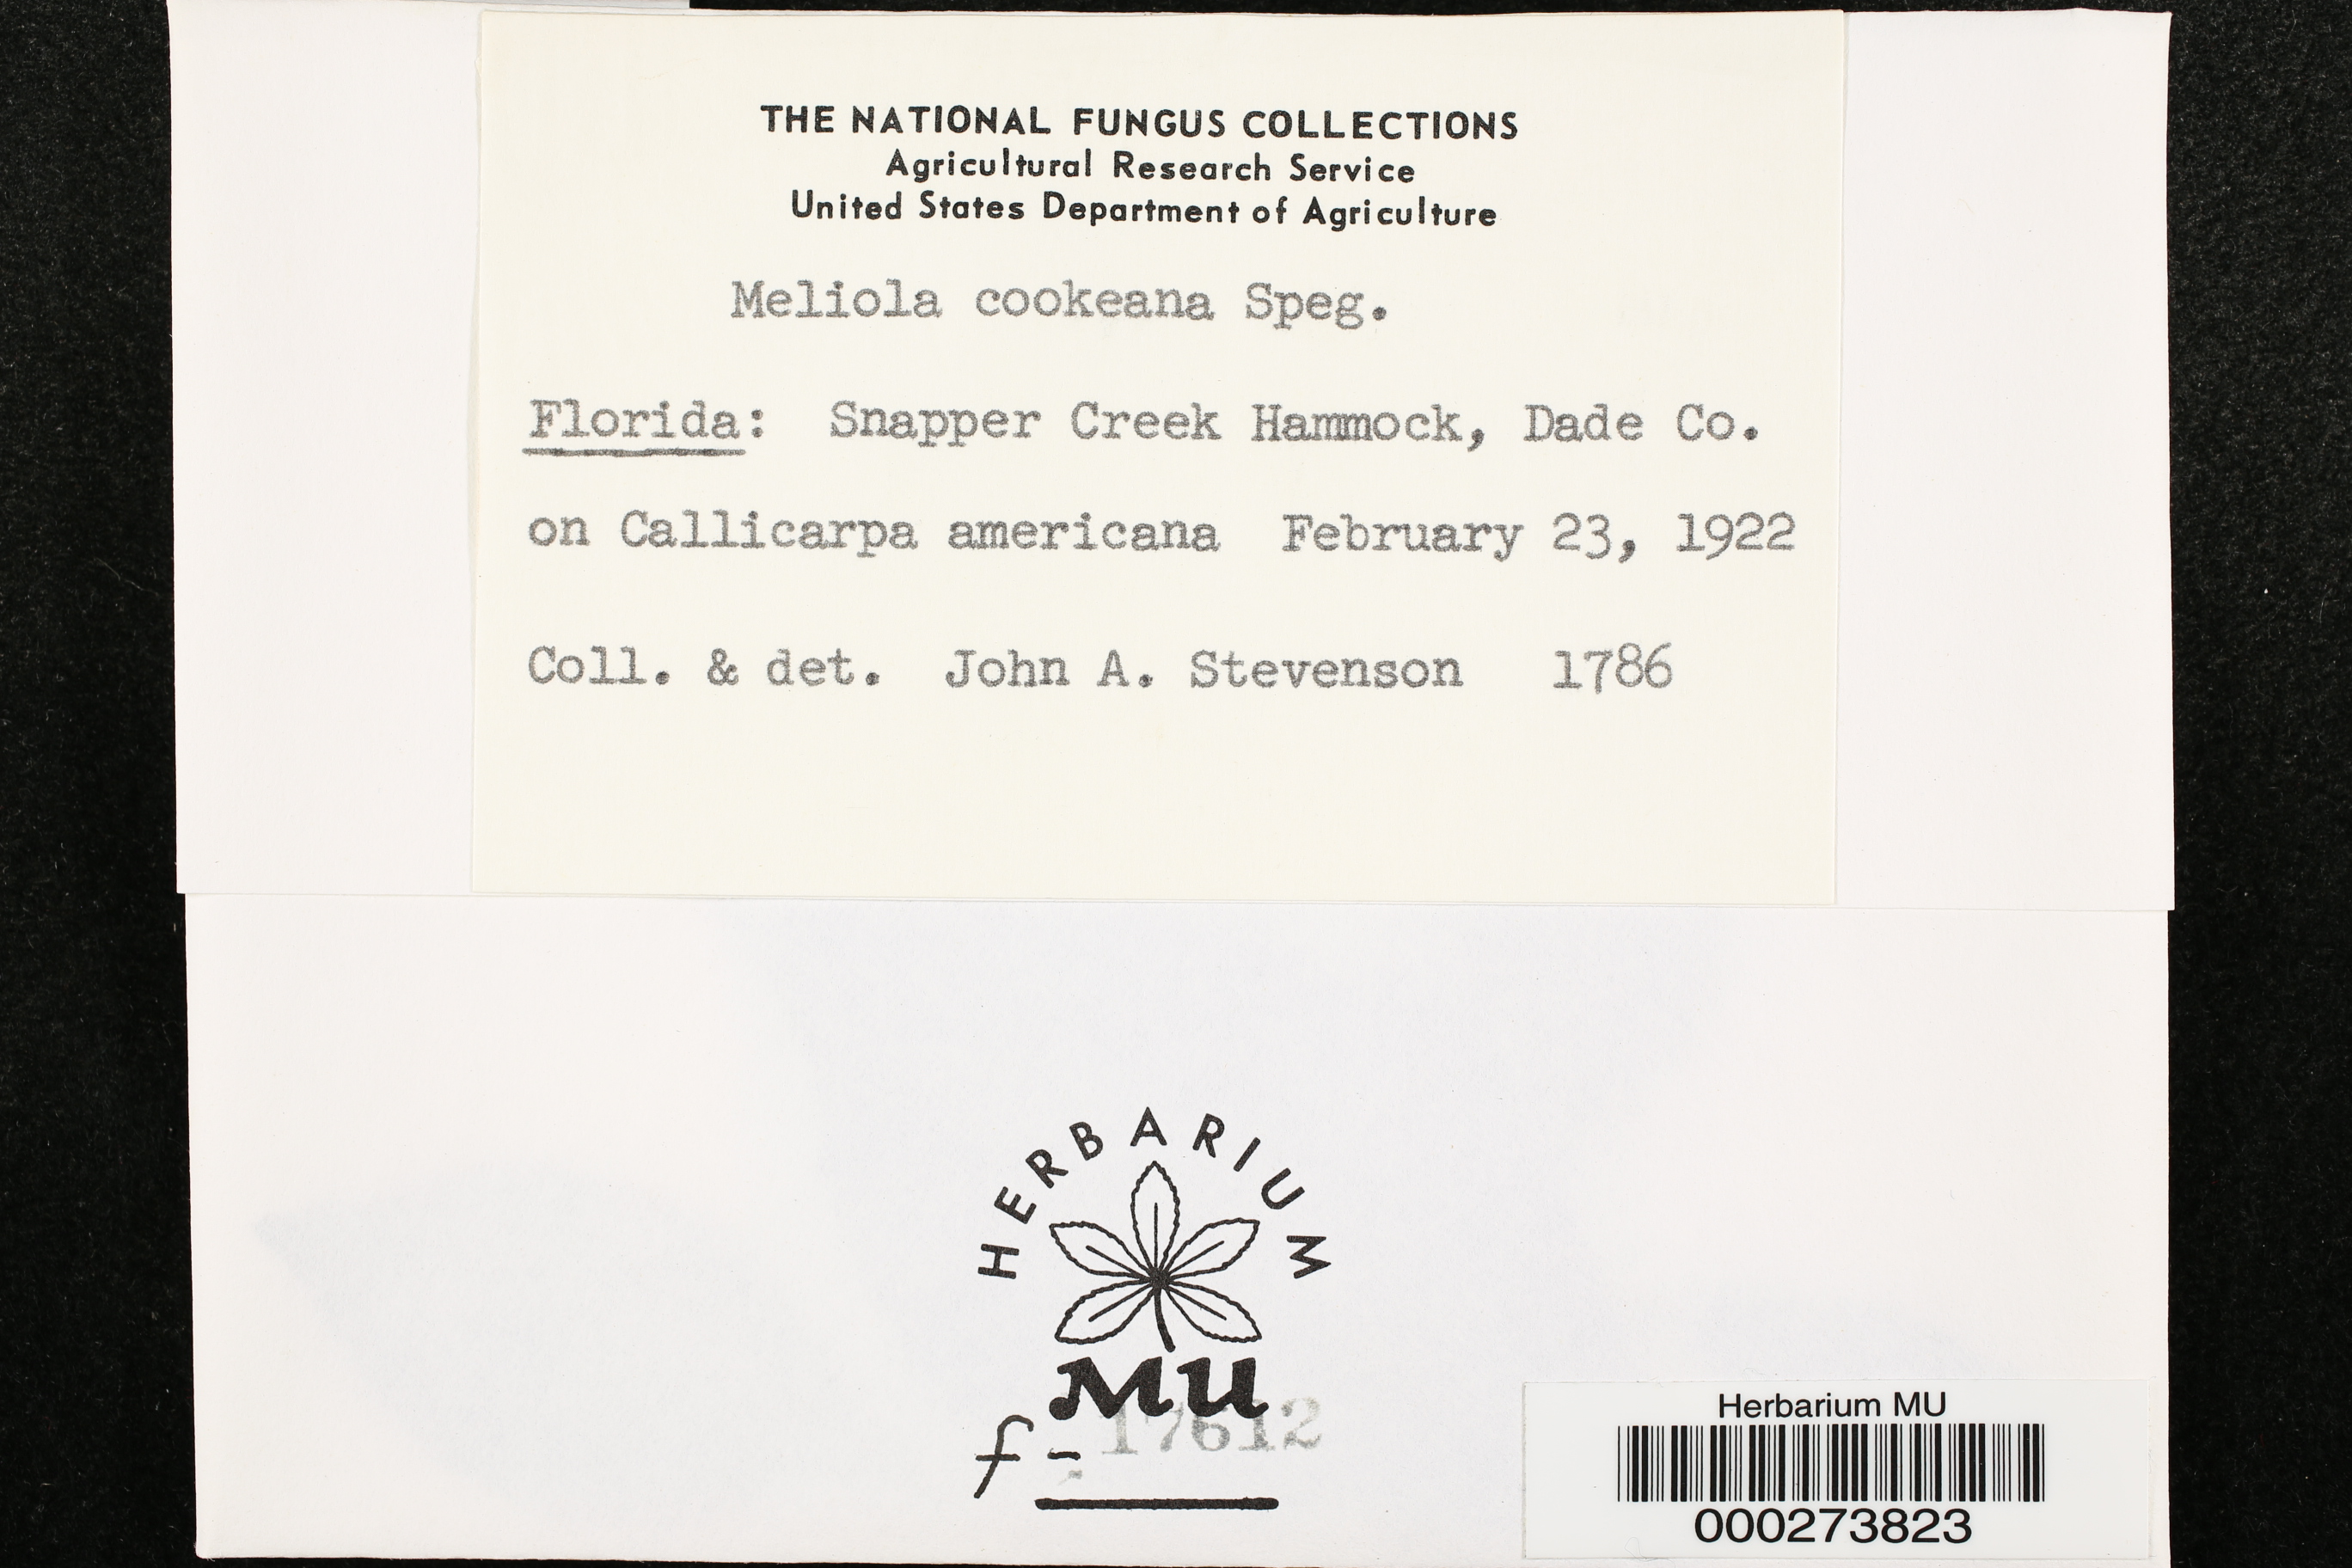 THE NATIONAL FUNGUS COLLECTIONS
Agricultural Research Service
United States Department of Agriculture
Meliola cookeana Speg.
Florida: Snapper Creek Hammock, Dade Co.
on Callicarpa americana February 23, 1922
Coll. & det. John A. Stevenson 1786
HERBARIUM
MU
f - 17612
Herbarium MU
000273823